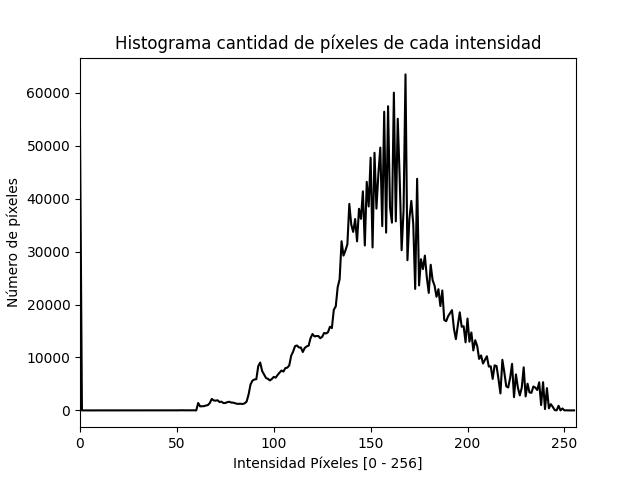 Histograma cantidad de píxeles de cada intensidad
60000
50000
40000
30000
20000
10000
0
Número de píxeles
0 50 100 150 200 250
Intensidad Píxeles [0 - 256]